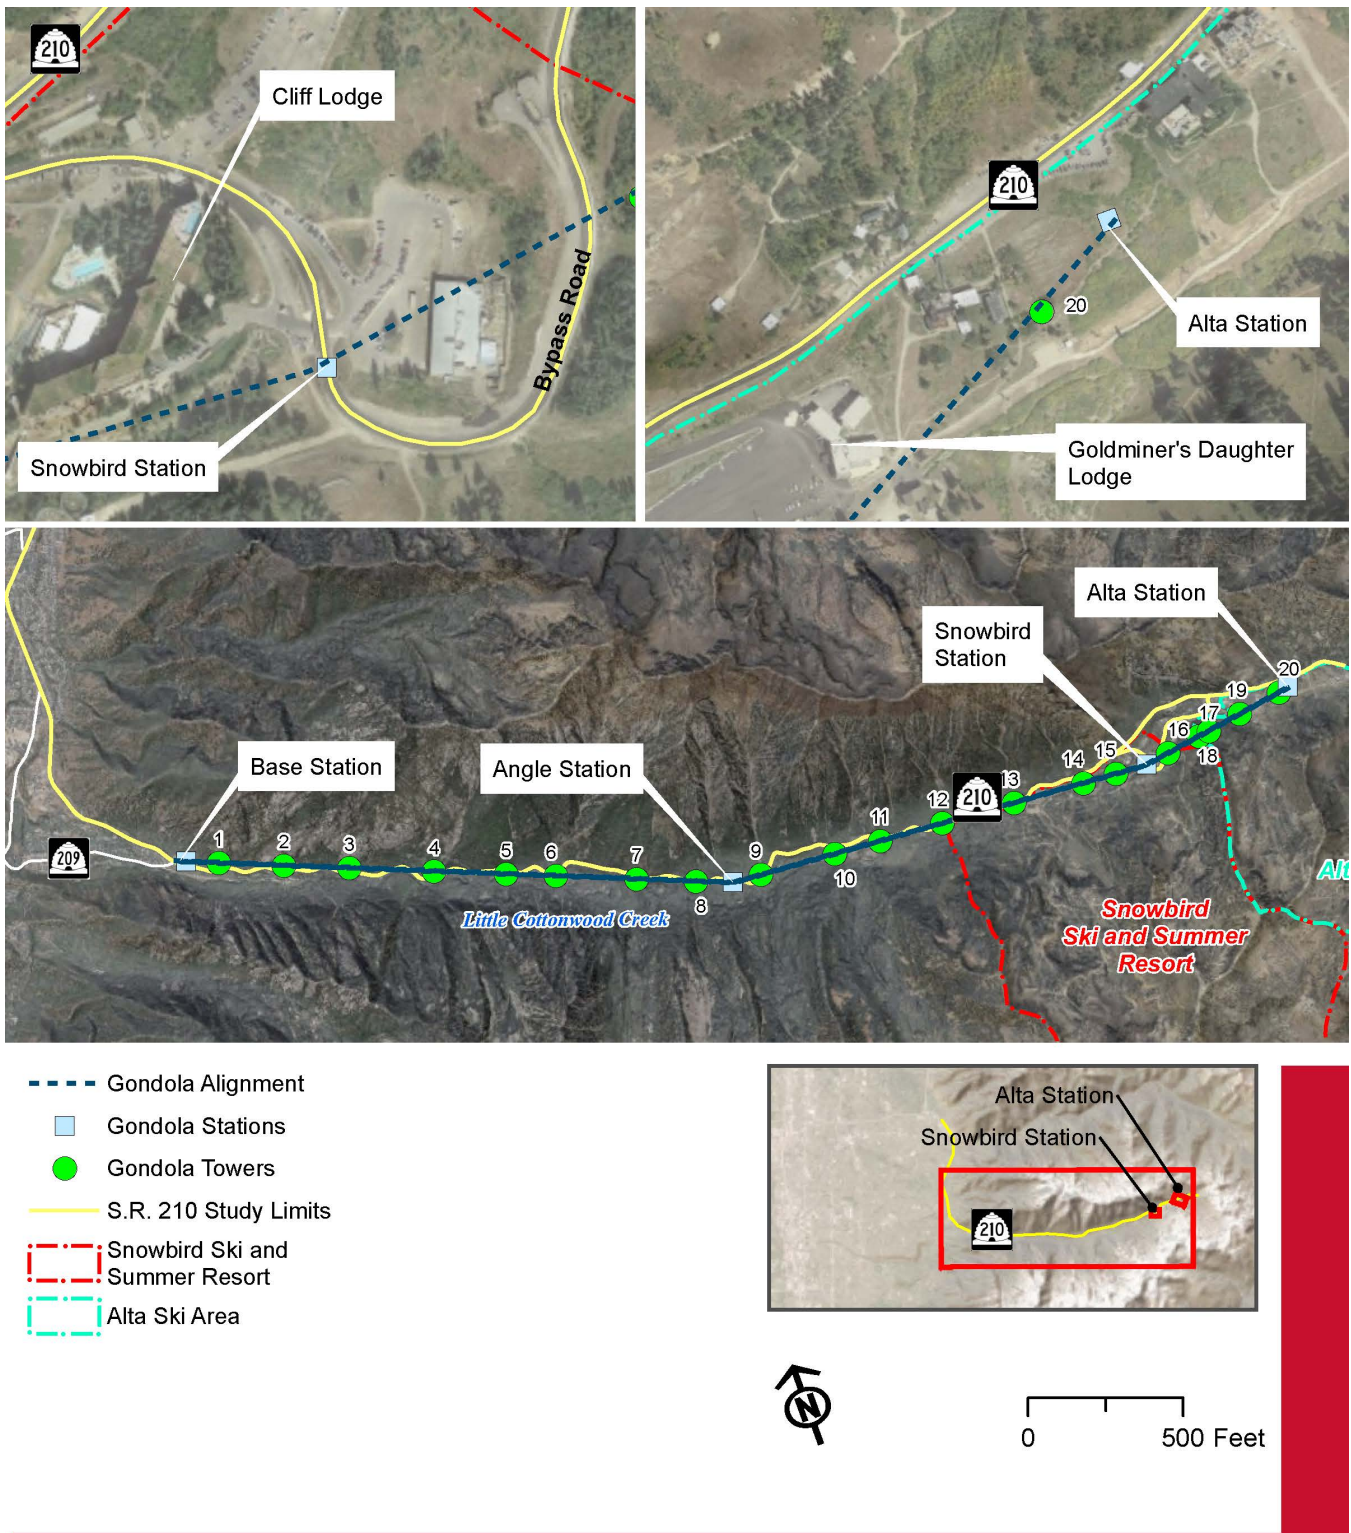 210
Cliff Lodge
Bypass Road
Snowbird Station
210
20
Alta Station
Goldminer's Daughter
Lodge
Alta Station
Snowbird
Station
Base Station
Angle Station
209
210
1
2
3
4
5
6
7
8
9
10
11
12
13
14
15
16
17
18
19
20
Little Cottonwood Creek
Snowbird
Ski and Summer
Resort
Alt
Gondola Alignment
Gondola Stations
Gondola Towers
S.R. 210 Study Limits
Snowbird Ski and
Summer Resort
Alta Ski Area
Alta Station
Snowbird Station
210
N
0 500 Feet